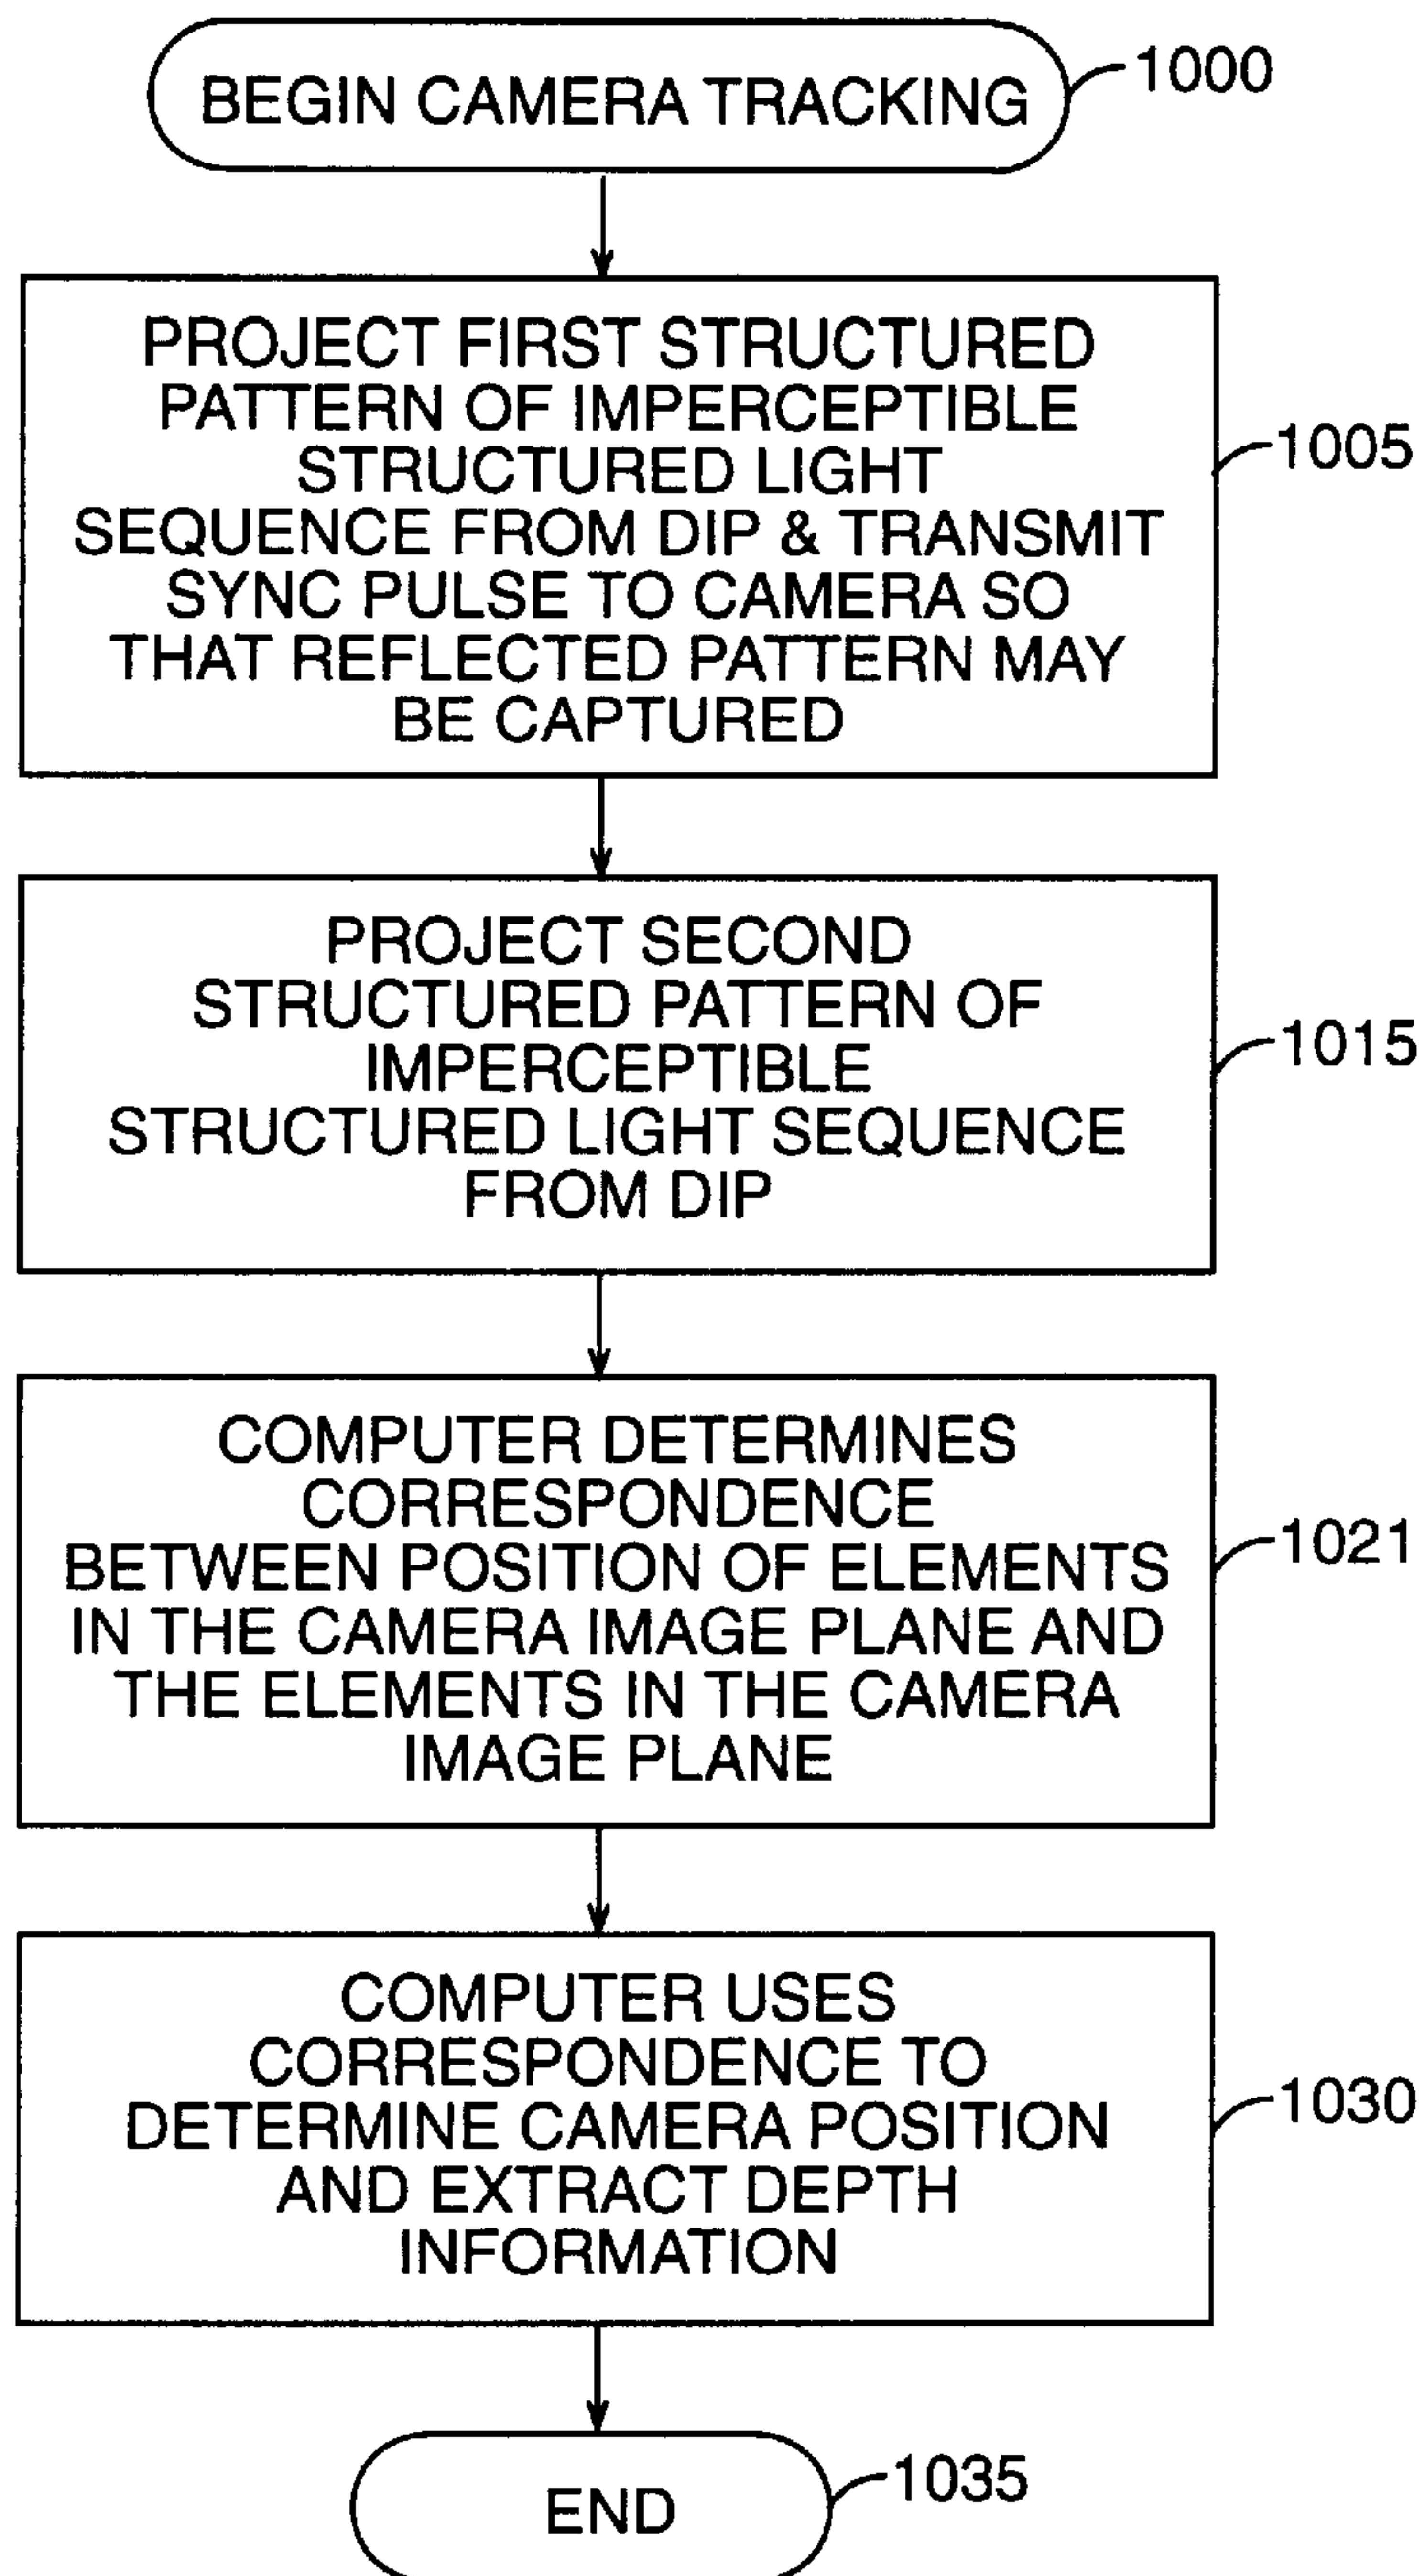 BEGIN CAMERA TRACKING
1000
PROJECT FIRST STRUCTURED
PATTERN OF IMPERCEPTIBLE
STRUCTURED LIGHT
SEQUENCE FROM DIP & TRANSMIT
SYNC PULSE TO CAMERA SO
THAT REFLECTED PATTERN MAY
BE CAPTURED
1005
PROJECT SECOND
STRUCTURED PATTERN OF
IMPERCEPTIBLE
STRUCTURED LIGHT SEQUENCE
FROM DIP
1015
COMPUTER DETERMINES
CORRESPONDENCE
BETWEEN POSITION OF ELEMENTS
IN THE CAMERA IMAGE PLANE AND
THE ELEMENTS IN THE CAMERA
IMAGE PLANE
1021
COMPUTER USES
CORRESPONDENCE TO
DETERMINE CAMERA POSITION
AND EXTRACT DEPTH
INFORMATION
1030
END
1035